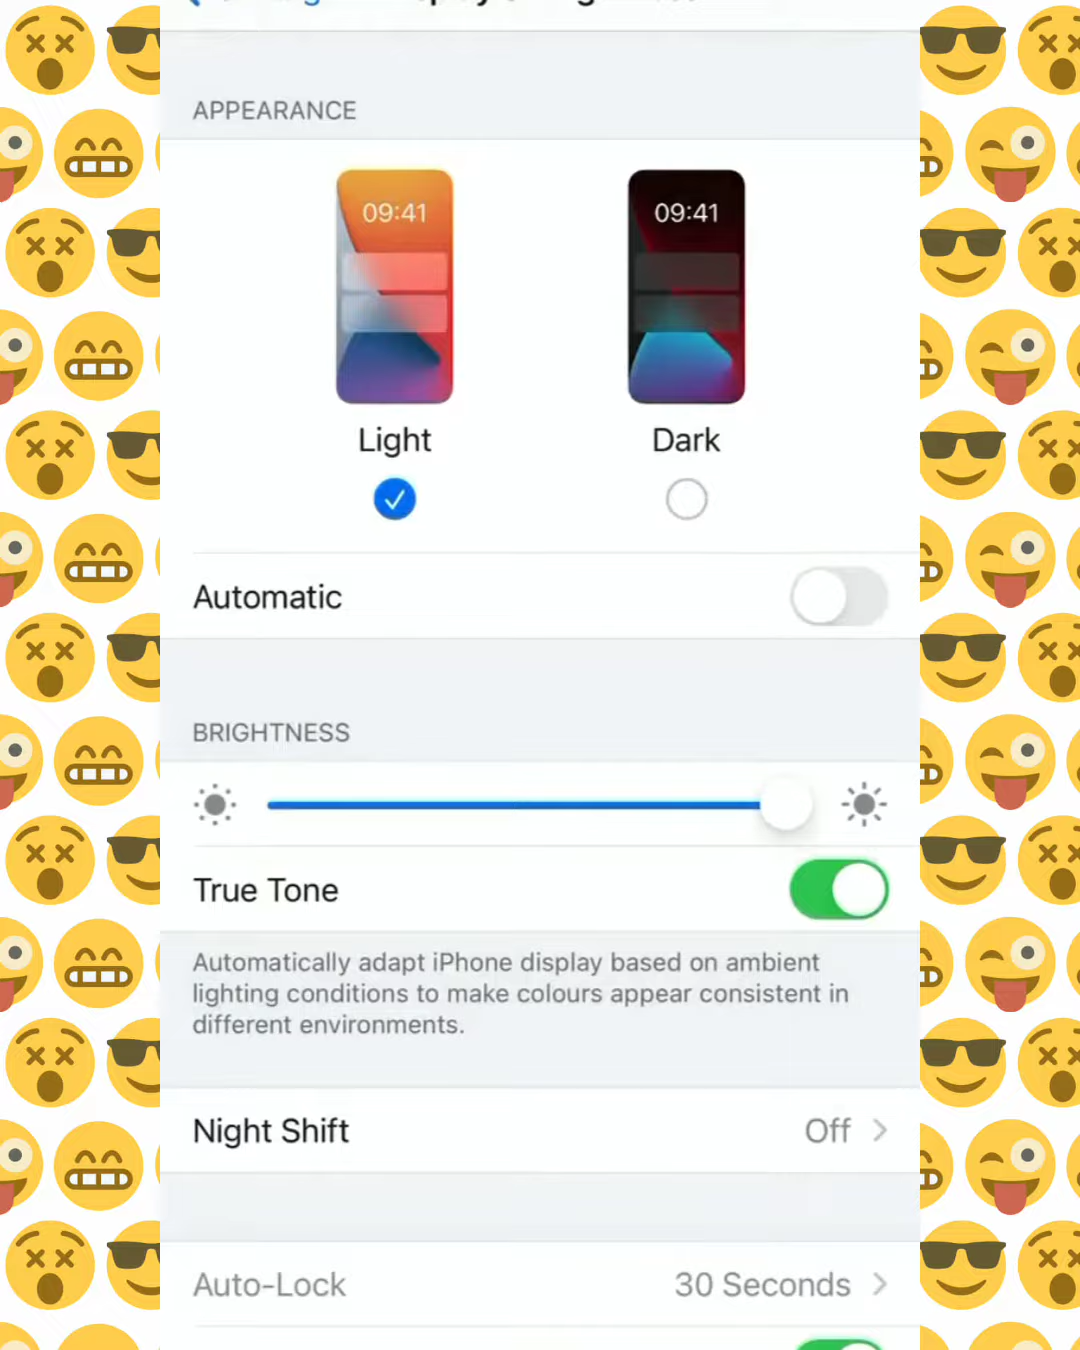 APPEARANCE
09:41
09:41
Light
Dark
Automatic
BRIGHTNESS
True Tone
Automatically adapt iPhone display based on ambient
lighting conditions to make colours appear consistent in
different environments.
Night Shift
Off
Auto-Lock
30 Seconds